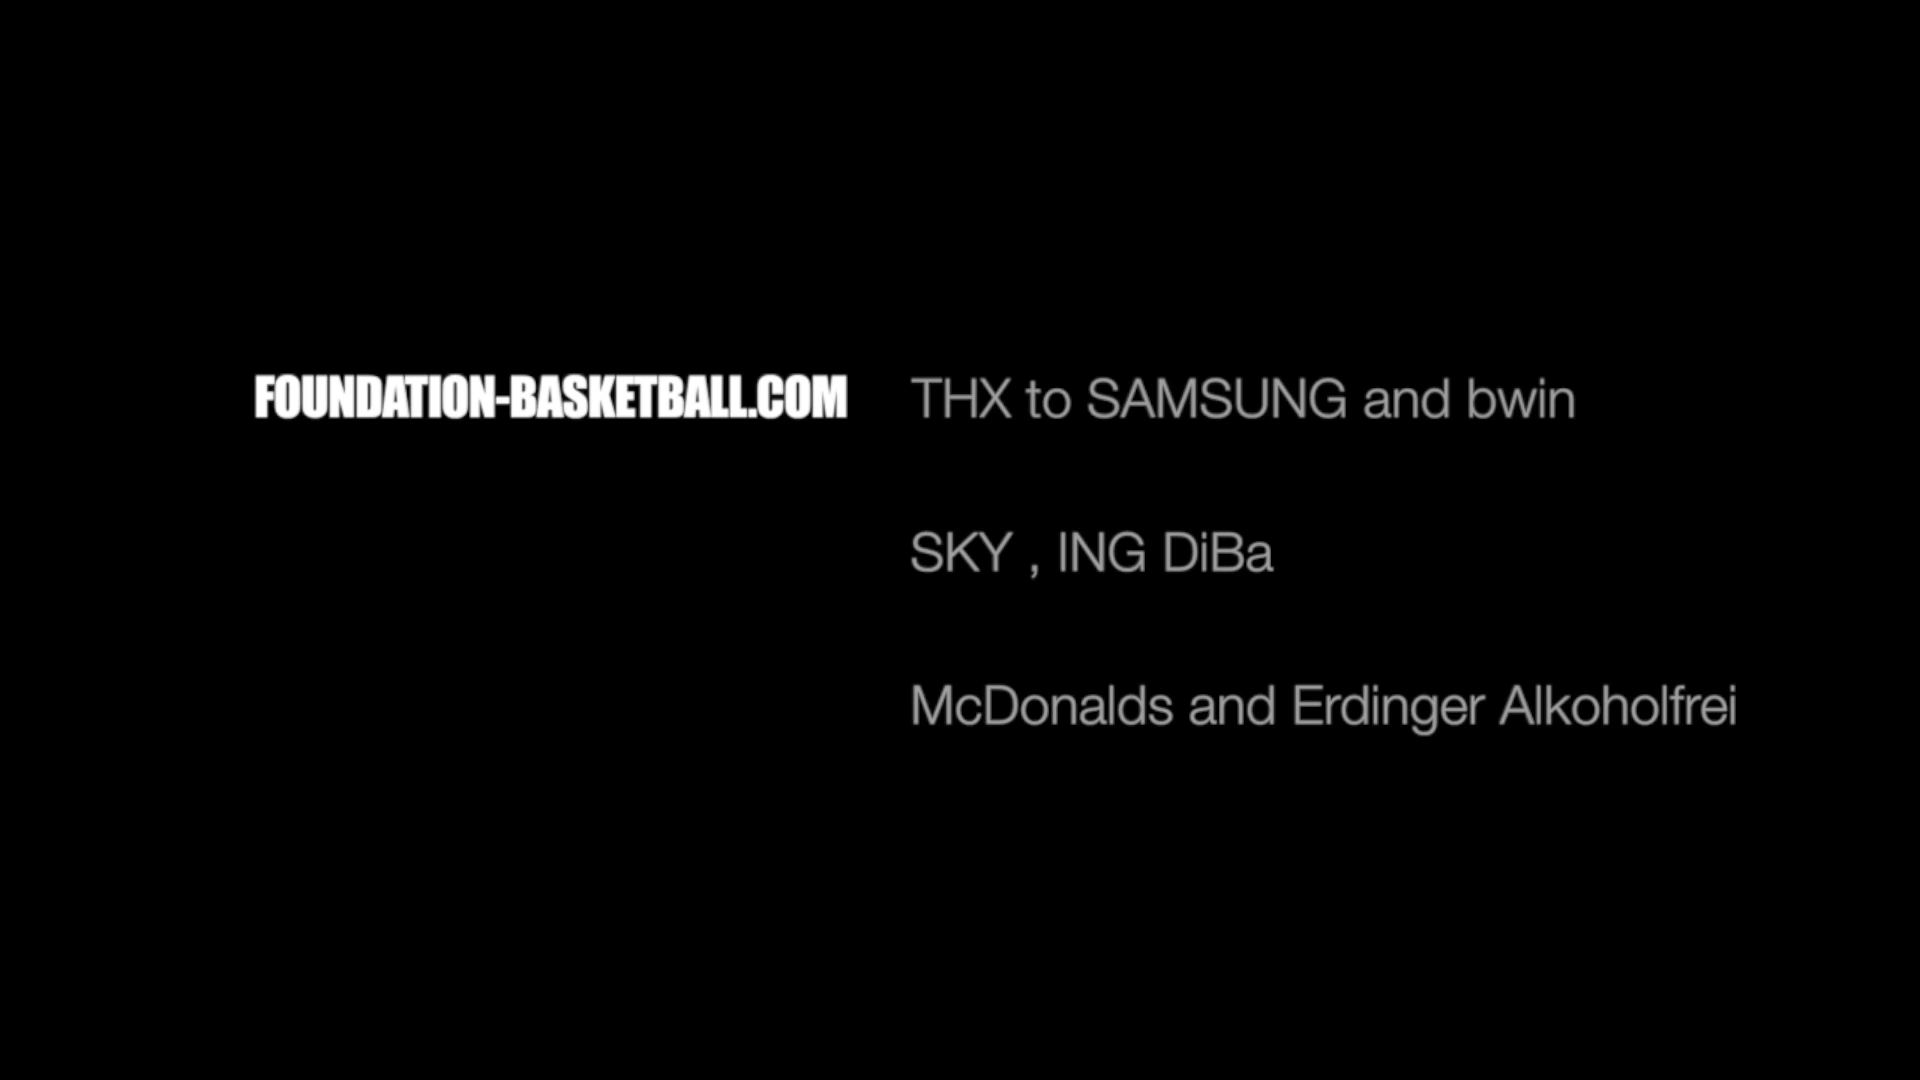 FOUNDATION-BASKETBALL.COM THX to SAMSUNG and bwin
SKY , ING DiBa
McDonalds and Erdinger Alkoholfrei